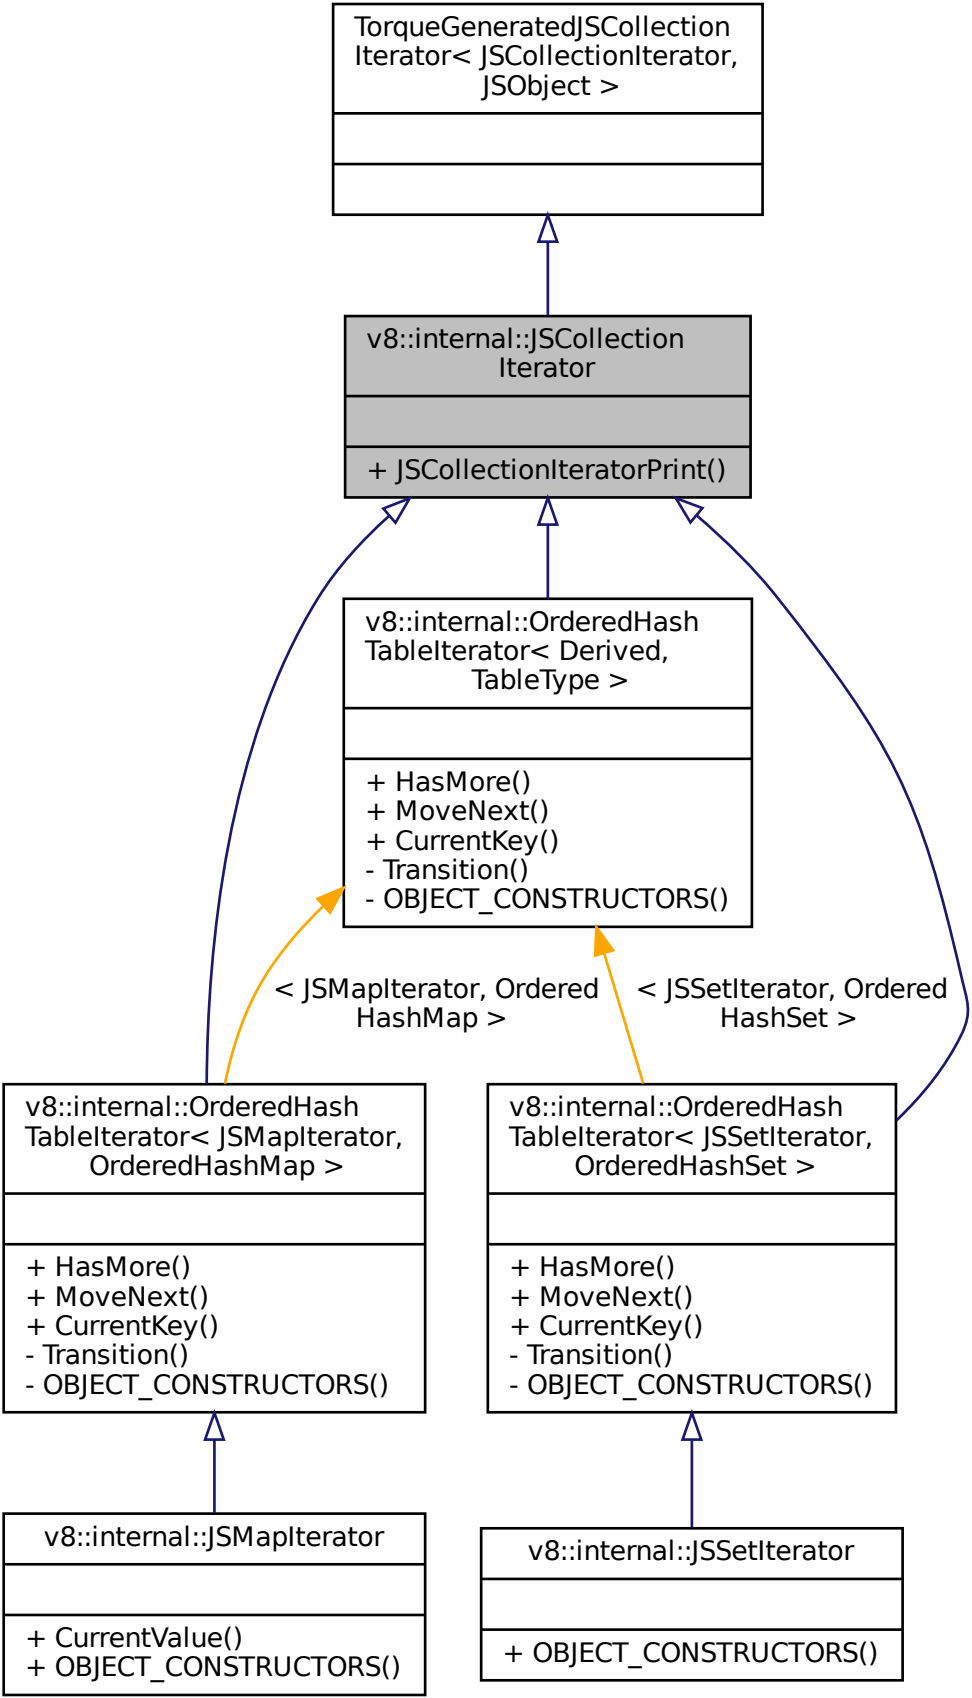 TorqueGeneratedJSCollection
Iterator< JSCollectionIterator,
JSObject >
v8::internal::JSCollection
Iterator
+ JSCollectionIteratorPrint()
v8::internal::OrderedHash
TableIterator< Derived,
TableType >
+ HasMore()
+ MoveNext()
+ CurrentKey()
- Transition()
- OBJECT_CONSTRUCTORS()
< JSMapIterator, Ordered
HashMap >
< JSSetIterator, Ordered
HashSet >
v8::internal::OrderedHash
TableIterator< JSMapIterator,
OrderedHashMap >
+ HasMore()
+ MoveNext()
+ CurrentKey()
- Transition()
- OBJECT_CONSTRUCTORS()
v8::internal::OrderedHash
TableIterator< JSSetIterator,
OrderedHashSet >
+ HasMore()
+ MoveNext()
+ CurrentKey()
- Transition()
- OBJECT_CONSTRUCTORS()
v8::internal::JSMapIterator
+ CurrentValue()
+ OBJECT_CONSTRUCTORS()
v8::internal::JSSetIterator
+ OBJECT_CONSTRUCTORS()